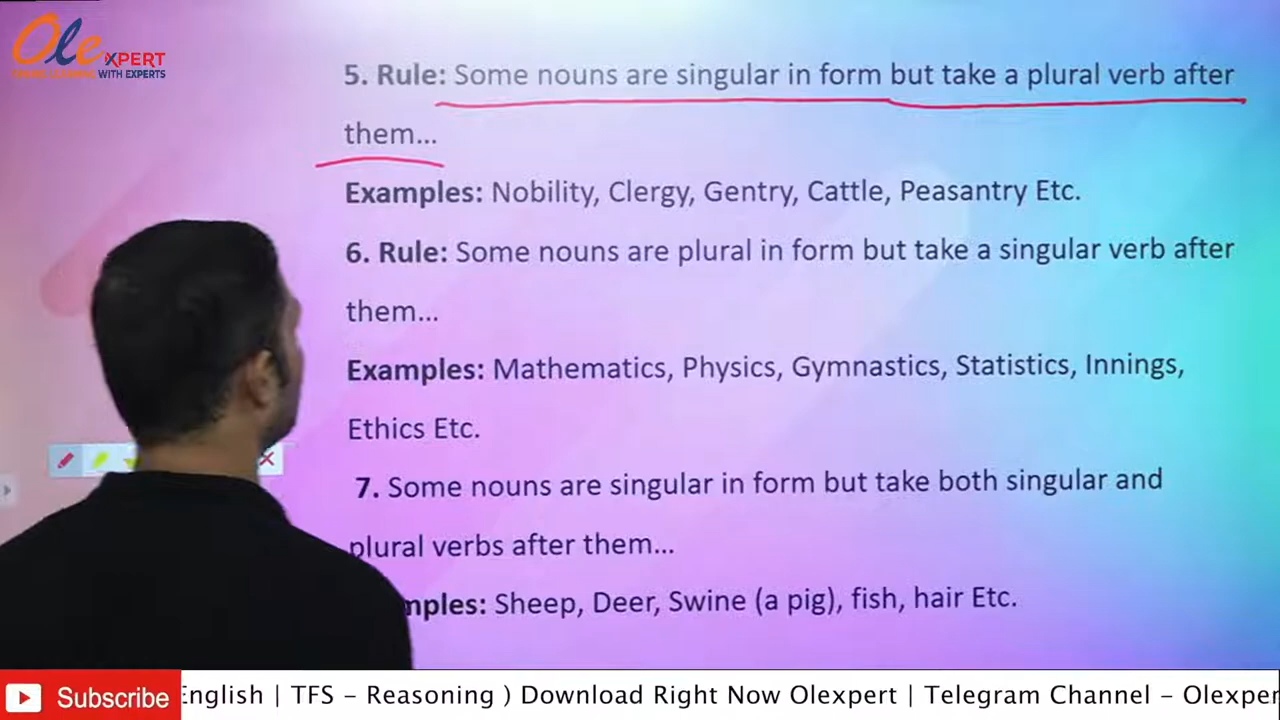 Olexpert
WITH EXPERTS
5. Rule: Some nouns are singular in form but take a plural verb after
them...
Examples: Nobility, Clergy, Gentry, Cattle, Peasantry Etc.
6. Rule: Some nouns are plural in form but take a singular verb after
them...
Examples: Mathematics, Physics, Gymnastics, Statistics, Innings,
Ethics Etc.
7. Some nouns are singular in form but take both singular and
plural verbs after them...
mples: Sheep, Deer, Swine (a pig), fish, hair Etc.
Subscribe English | TFS – Reasoning ) Download Right Now Olexpert | Telegram Channel – Olexper